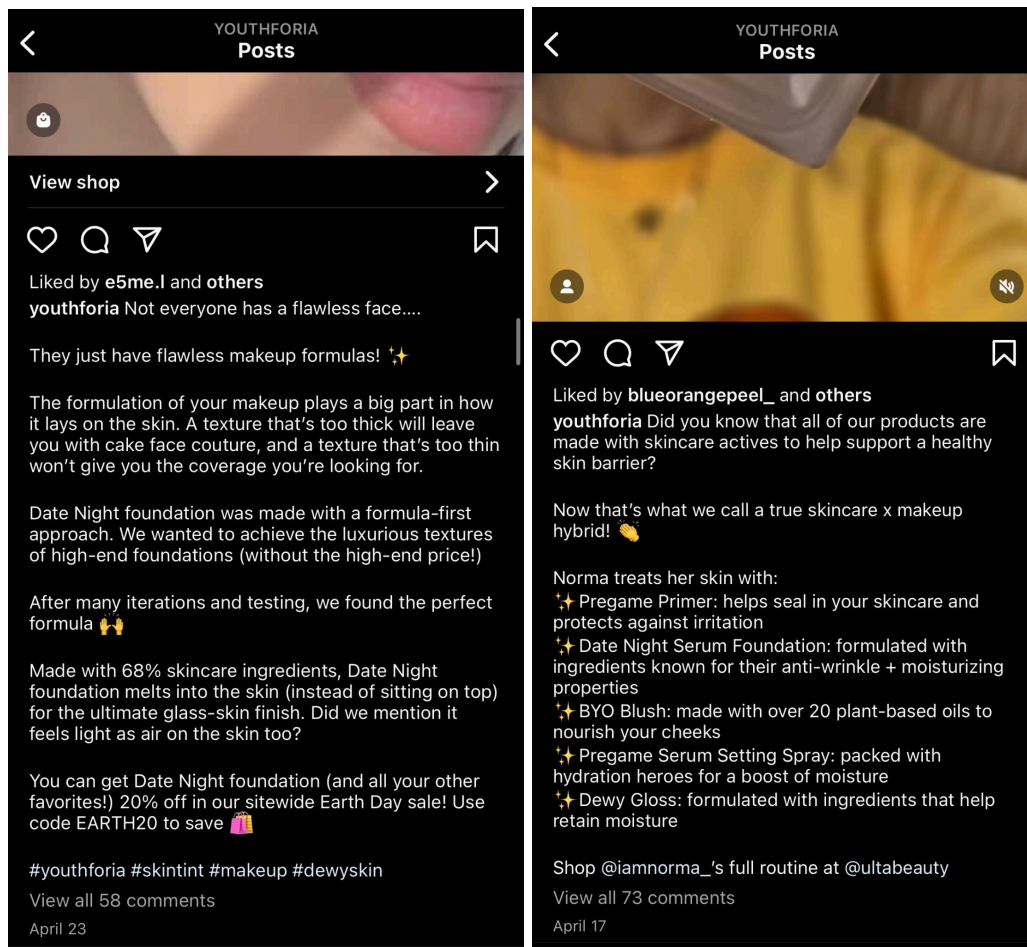 YOUTHFORIA
Posts
View shop
Liked by e5me.l and others
youthforia Not everyone has a flawless face....
They just have flawless makeup formulas! ✨
The formulation of your makeup plays a big part in how
it lays on the skin. A texture that's too thick will leave
you with cake face couture, and a texture that's too thin
won't give you the coverage you're looking for.
Date Night foundation was made with a formula-first
approach. We wanted to achieve the luxurious textures
of high-end foundations (without the high-end price!)
After many iterations and testing, we found the perfect
formula 🙌
Made with 68% skincare ingredients, Date Night
foundation melts into the skin (instead of sitting on top)
for the ultimate glass-skin finish. Did we mention it
feels light as air on the skin too?
You can get Date Night foundation (and all your other
favorites!) 20% off in our sitewide Earth Day sale! Use
code EARTH20 to save 🛍️
#youthforia #skintint #makeup #dewyskin
View all 58 comments
April 23
YOUTHFORIA
Posts
Liked by blueorangepeel_ and others
youthforia Did you know that all of our products are
made with skincare actives to help support a healthy
skin barrier?
Now that's what we call a true skincare x makeup
hybrid! 👏
Norma treats her skin with:
✨Pregame Primer: helps seal in your skincare and
protects against irritation
✨Date Night Serum Foundation: formulated with
ingredients known for their anti-wrinkle + moisturizing
properties
✨BYO Blush: made with over 20 plant-based oils to
nourish your cheeks
✨Pregame Serum Setting Spray: packed with
hydration heroes for a boost of moisture
✨Dewy Gloss: formulated with ingredients that help
retain moisture
Shop @iamnorma_'s full routine at @ultabeauty
View all 73 comments
April 17